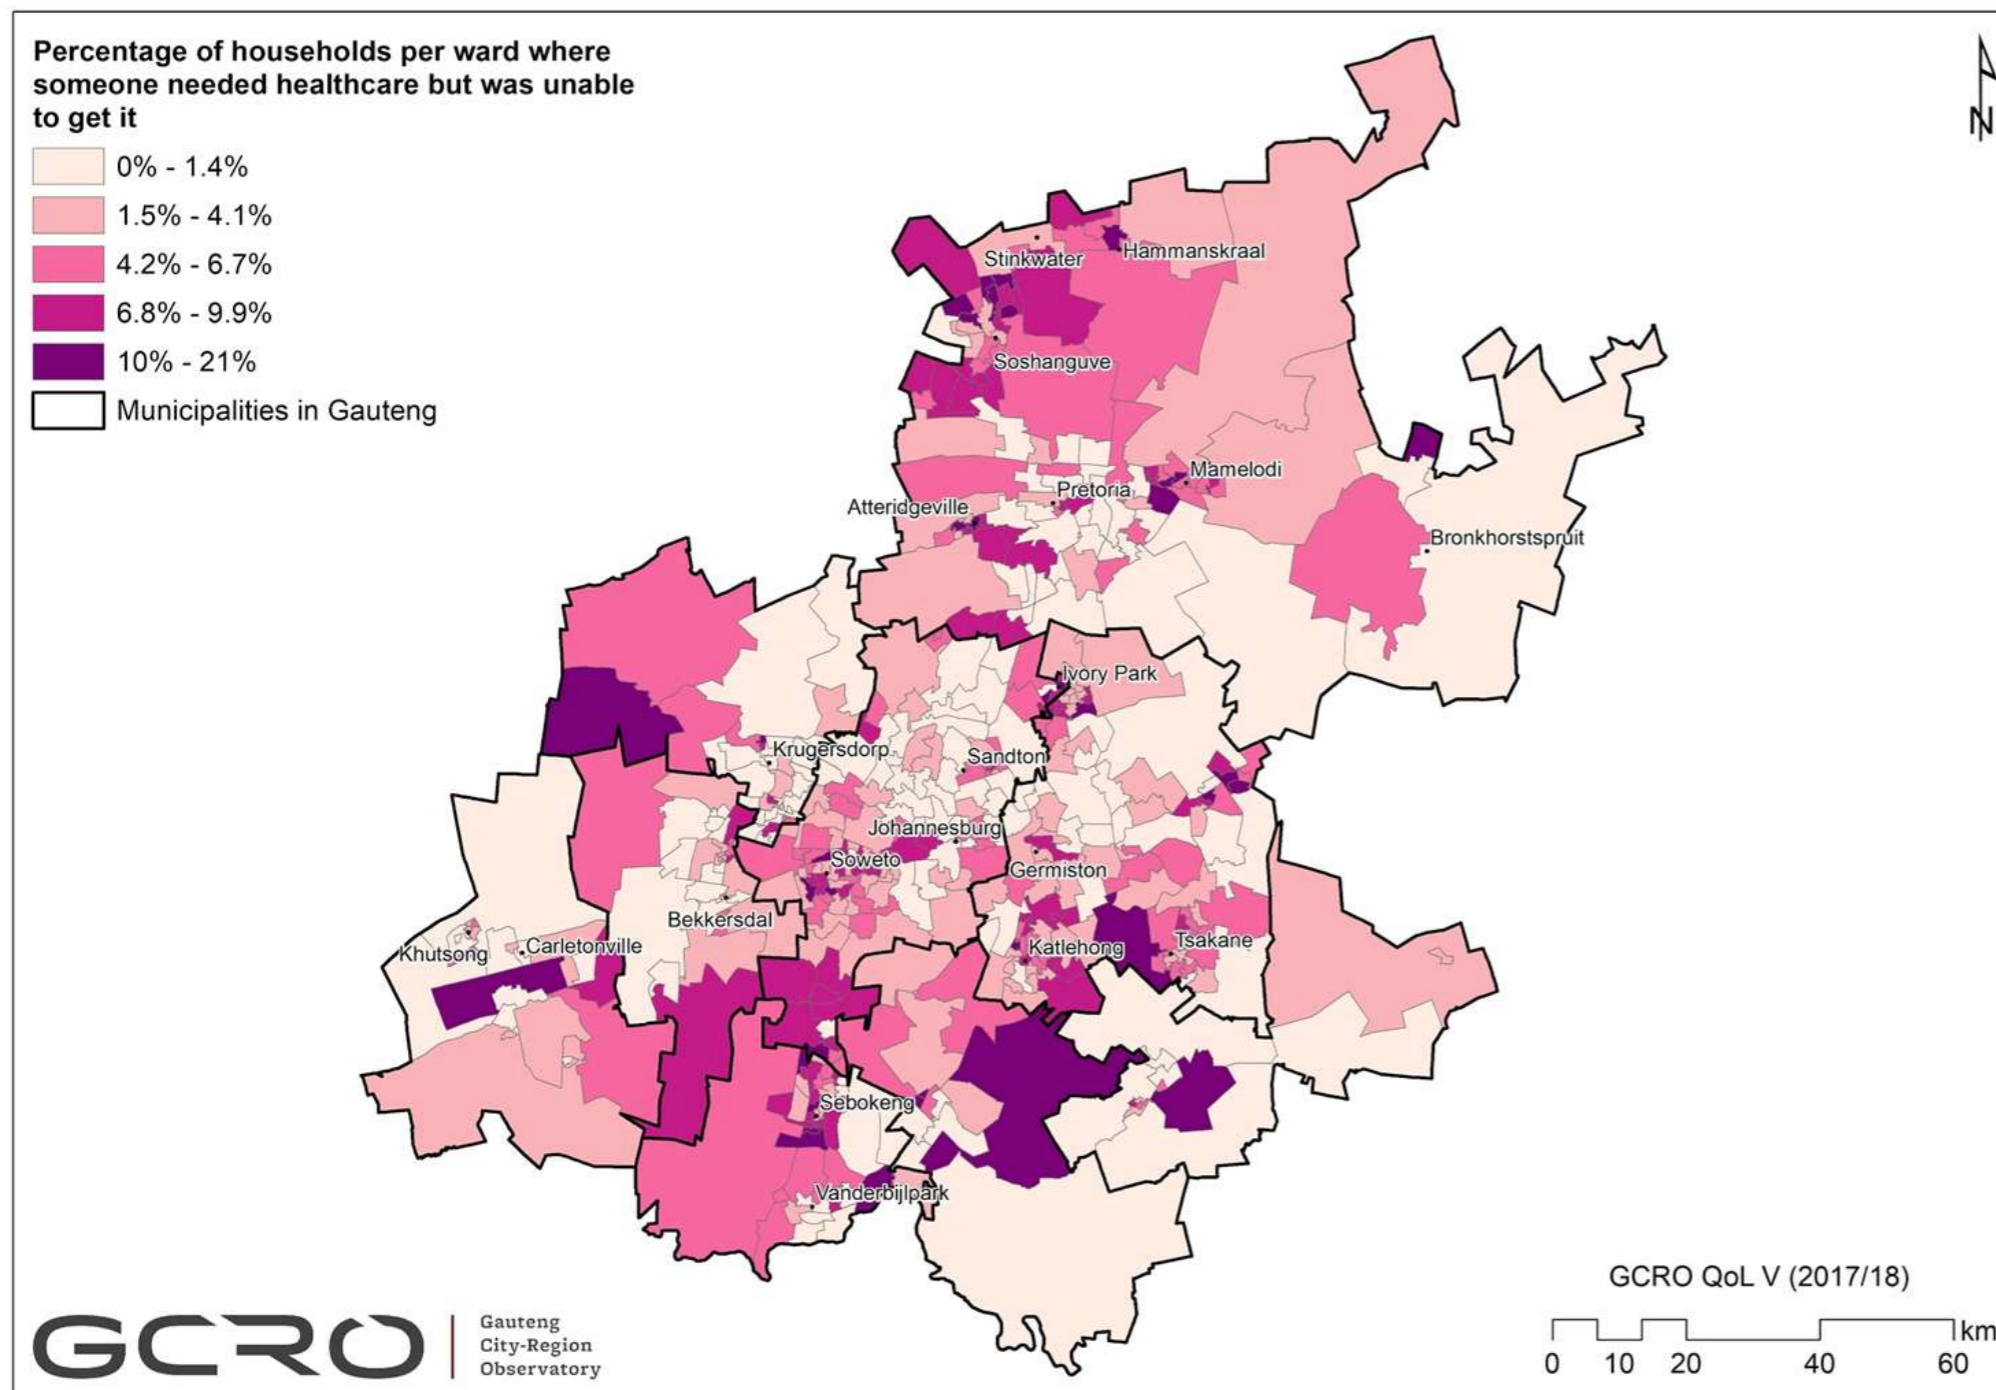 Percentage of households per ward where
someone needed healthcare but was unable
to get it
0% - 1.4%
1.5% - 4.1%
4.2% - 6.7%
6.8% - 9.9%
10% - 21%
Municipalities in Gauteng
N
Stinkwater
Hammanskraal
Soshanguve
Mamelodi
Pretoria
Atteridgeville
Bronkhorstspruit
Ivory Park
Krugersdorp
Sandton
Johannesburg
Soweto
Germiston
Bekkersdal
Khutsong
Carletonville
Katlehong
Tsakane
Sebokeng
Vanderbijlpark
GCRO QoL V (2017/18)
km
0 10 20 40 60
GCRO
Gauteng
City-Region
Observatory